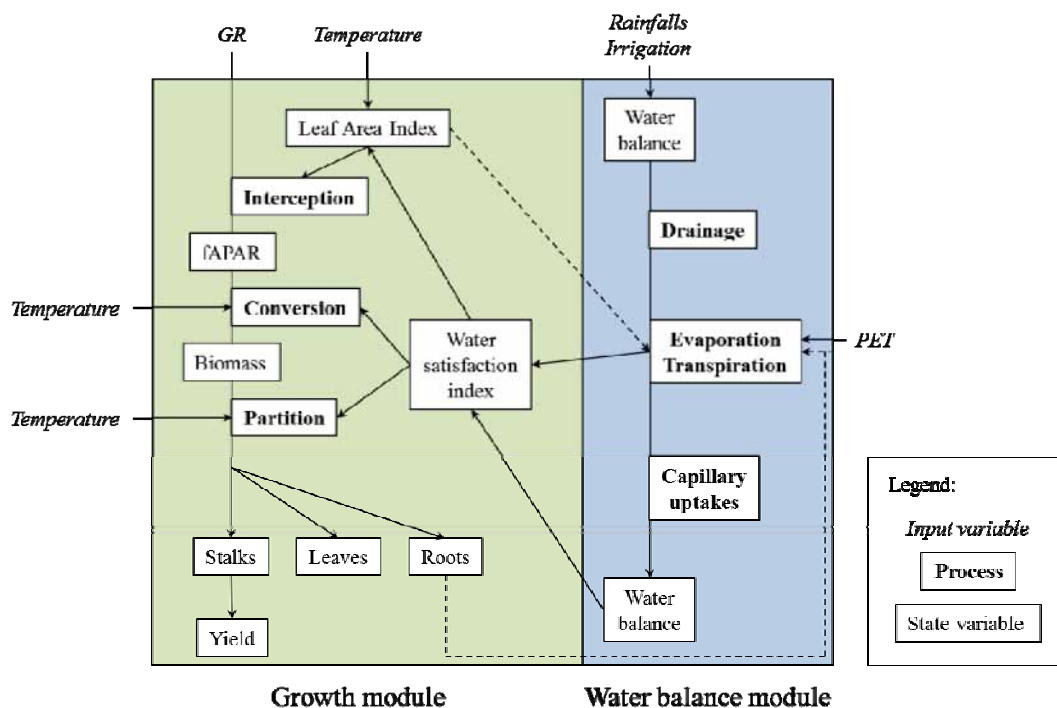 GR
Temperature
Rainfalls
Irrigation
Leaf Area Index
Water
balance
Interception
Drainage
fAPAR
Temperature
Conversion
Water
satisfaction
index
Evaporation
Transpiration
PET
Biomass
Temperature
Partition
Capillary
uptakes
Legend:
Input variable
Process
State variable
Stalks
Leaves
Roots
Water
balance
Yield
Growth module
Water balance module